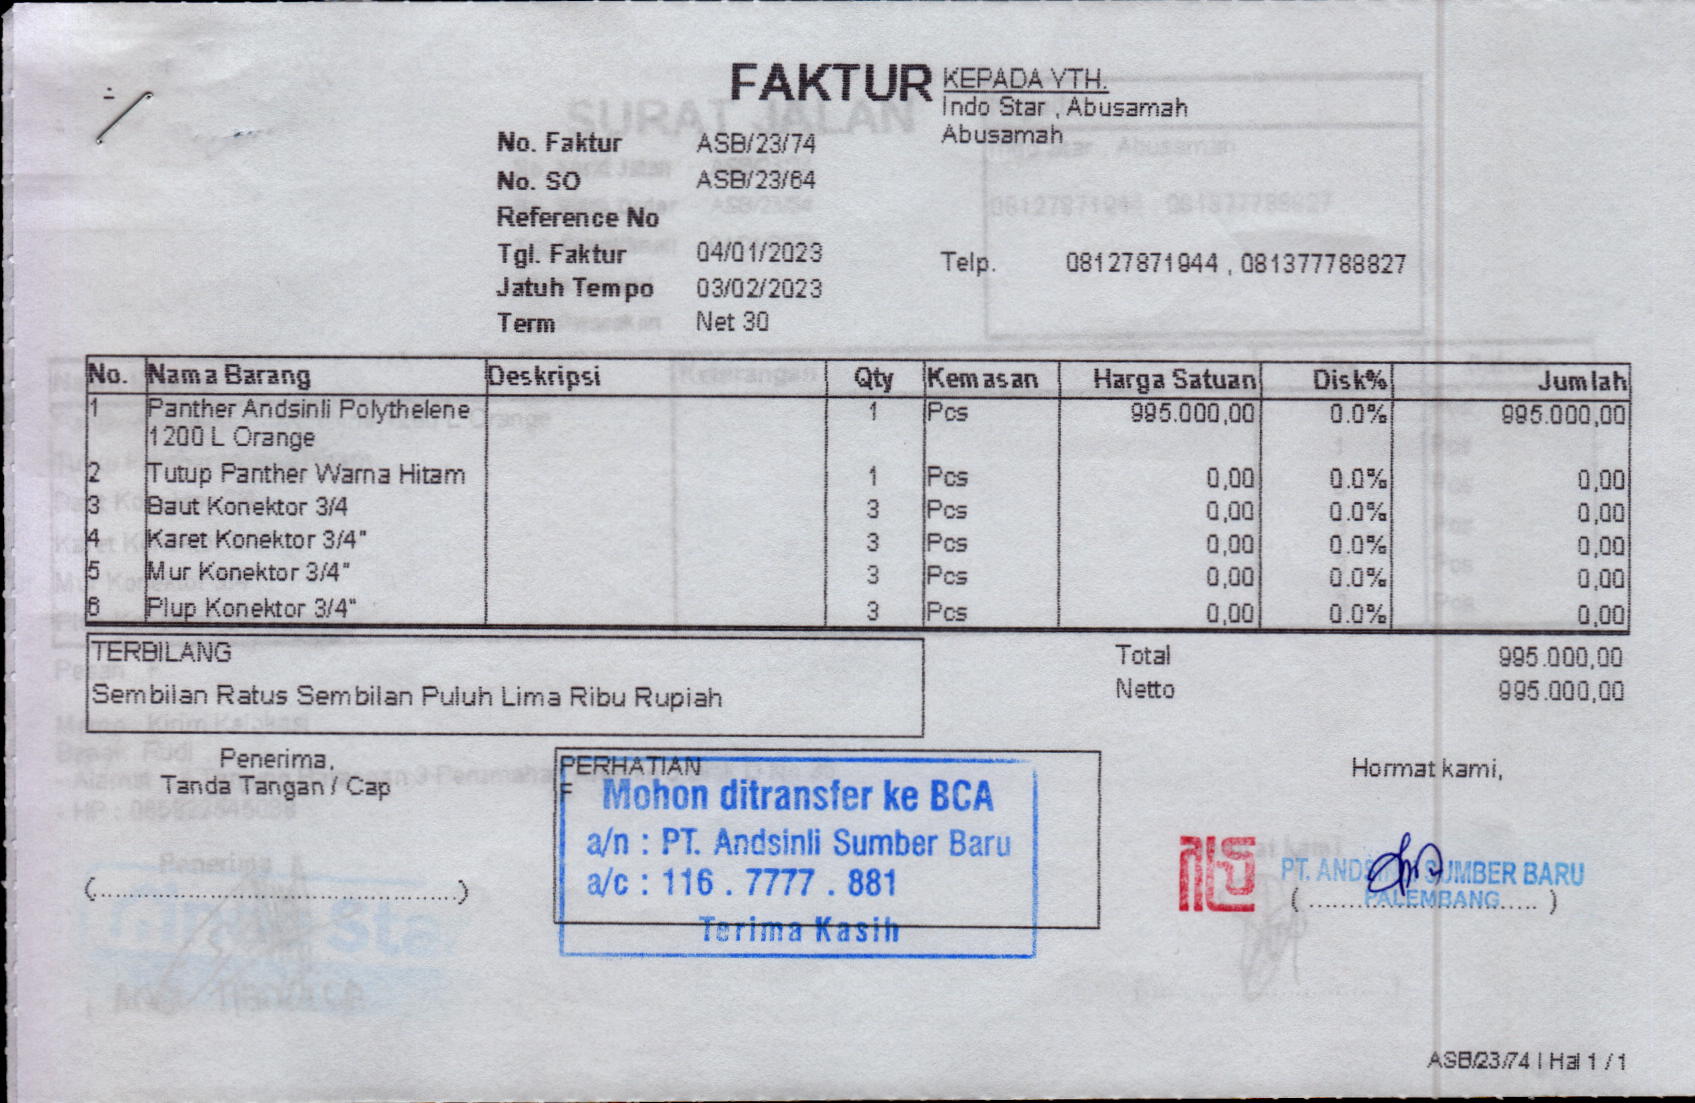 FAKTUR
KEPADA YTH.
Indo Star , Abusamah
Abusamah
No. Faktur ASB/23/74
No. SO ASB/23/64
Reference No
Tgl. Faktur 04/01/2023
Telp. 08127871944 , 081377788827
Jatuh Tempo 03/02/2023
Term Net 30
No. Nama Barang Deskripsi Qty Kemasan Harga Satuan Disk% Jumlah
1 Panther Andsinli Polythelene 1 Pcs 995.000,00 0.0% 995.000,00
1200 L Orange
2 Tutup Panther Warna Hitam 1 Pcs 0,00 0.0% 0,00
3 Baut Konektor 3/4 3 Pcs 0,00 0.0% 0,00
4 Karet Konektor 3/4" 3 Pcs 0,00 0.0% 0,00
5 Mur Konektor 3/4" 3 Pcs 0,00 0.0% 0,00
6 Plup Konektor 3/4" 3 Pcs 0,00 0.0% 0,00
TERBILANG
Sembilan Ratus Sembilan Puluh Lima Ribu Rupiah
Total 995.000,00
Netto 995.000,00
Penerima,
Tanda Tangan / Cap
(.....................................................)
PERHATIAN
F
Mohon ditransfer ke BCA
a/n : PT. Andsinli Sumber Baru
a/c : 116 . 7777 . 881
Terima Kasih
Hormat kami,
PT. ANDSINLI SUMBER BARU
PALEMBANG
(.....................................)
ASB/23/74 | Hal 1 / 1